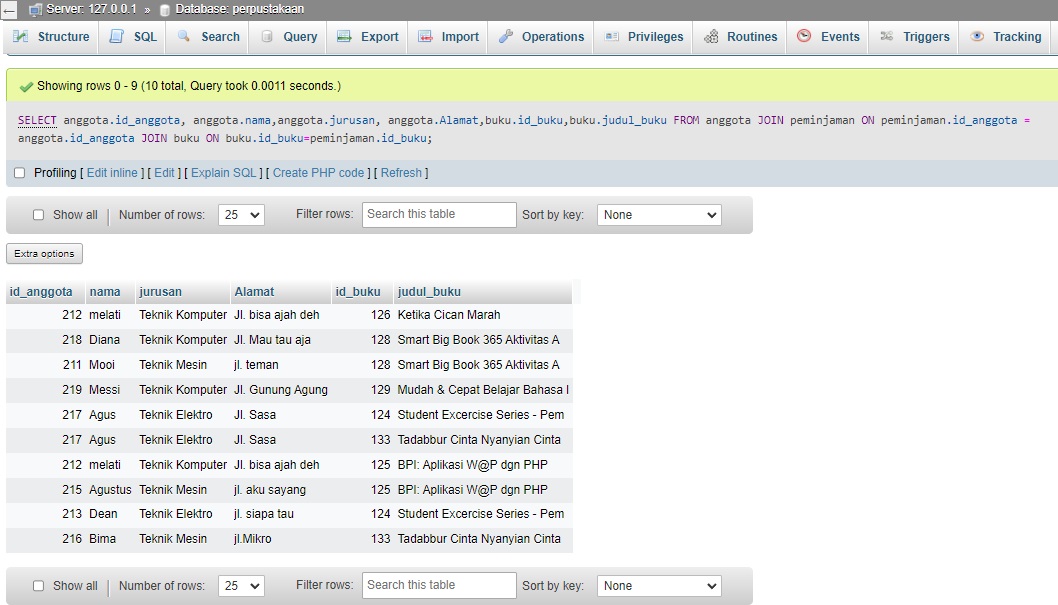 Server: 127.0.0.1 » Database: perpustakaan
Structure SQL Search Query Export Import Operations Privileges Routines Events Triggers Tracking
Showing rows 0 - 9 (10 total, Query took 0.0011 seconds.)
SELECT anggota.id_anggota, anggota.nama,anggota.jurusan, anggota.Alamat,buku.id_buku,buku.judul_buku FROM anggota JOIN peminjaman ON peminjaman.id_anggota =
anggota.id_anggota JOIN buku ON buku.id_buku=peminjaman.id_buku;
Profiling [ Edit inline ] [ Edit ] [ Explain SQL ] [ Create PHP code ] [ Refresh ]
Show all | Number of rows: 25 Filter rows: Search this table Sort by key: None
Extra options
id_anggota nama jurusan Alamat id_buku judul_buku
212 melati Teknik Komputer Jl. bisa ajah deh 126 Ketika Cican Marah
218 Diana Teknik Komputer Jl. Mau tau aja 128 Smart Big Book 365 Aktivitas A
211 Mooi Teknik Mesin jl. teman 128 Smart Big Book 365 Aktivitas A
219 Messi Teknik Komputer Jl. Gunung Agung 129 Mudah & Cepat Belajar Bahasa I
217 Agus Teknik Elektro Jl. Sasa 124 Student Excercise Series - Pem
217 Agus Teknik Elektro Jl. Sasa 133 Tadabbur Cinta Nyanyian Cinta
212 melati Teknik Komputer Jl. bisa ajah deh 125 BPI: Aplikasi W@P dgn PHP
215 Agustus Teknik Mesin jl. aku sayang 125 BPI: Aplikasi W@P dgn PHP
213 Dean Teknik Elektro jl. siapa tau 124 Student Excercise Series - Pem
216 Bima Teknik Mesin jl.Mikro 133 Tadabbur Cinta Nyanyian Cinta
Show all | Number of rows: 25 Filter rows: Search this table Sort by key: None